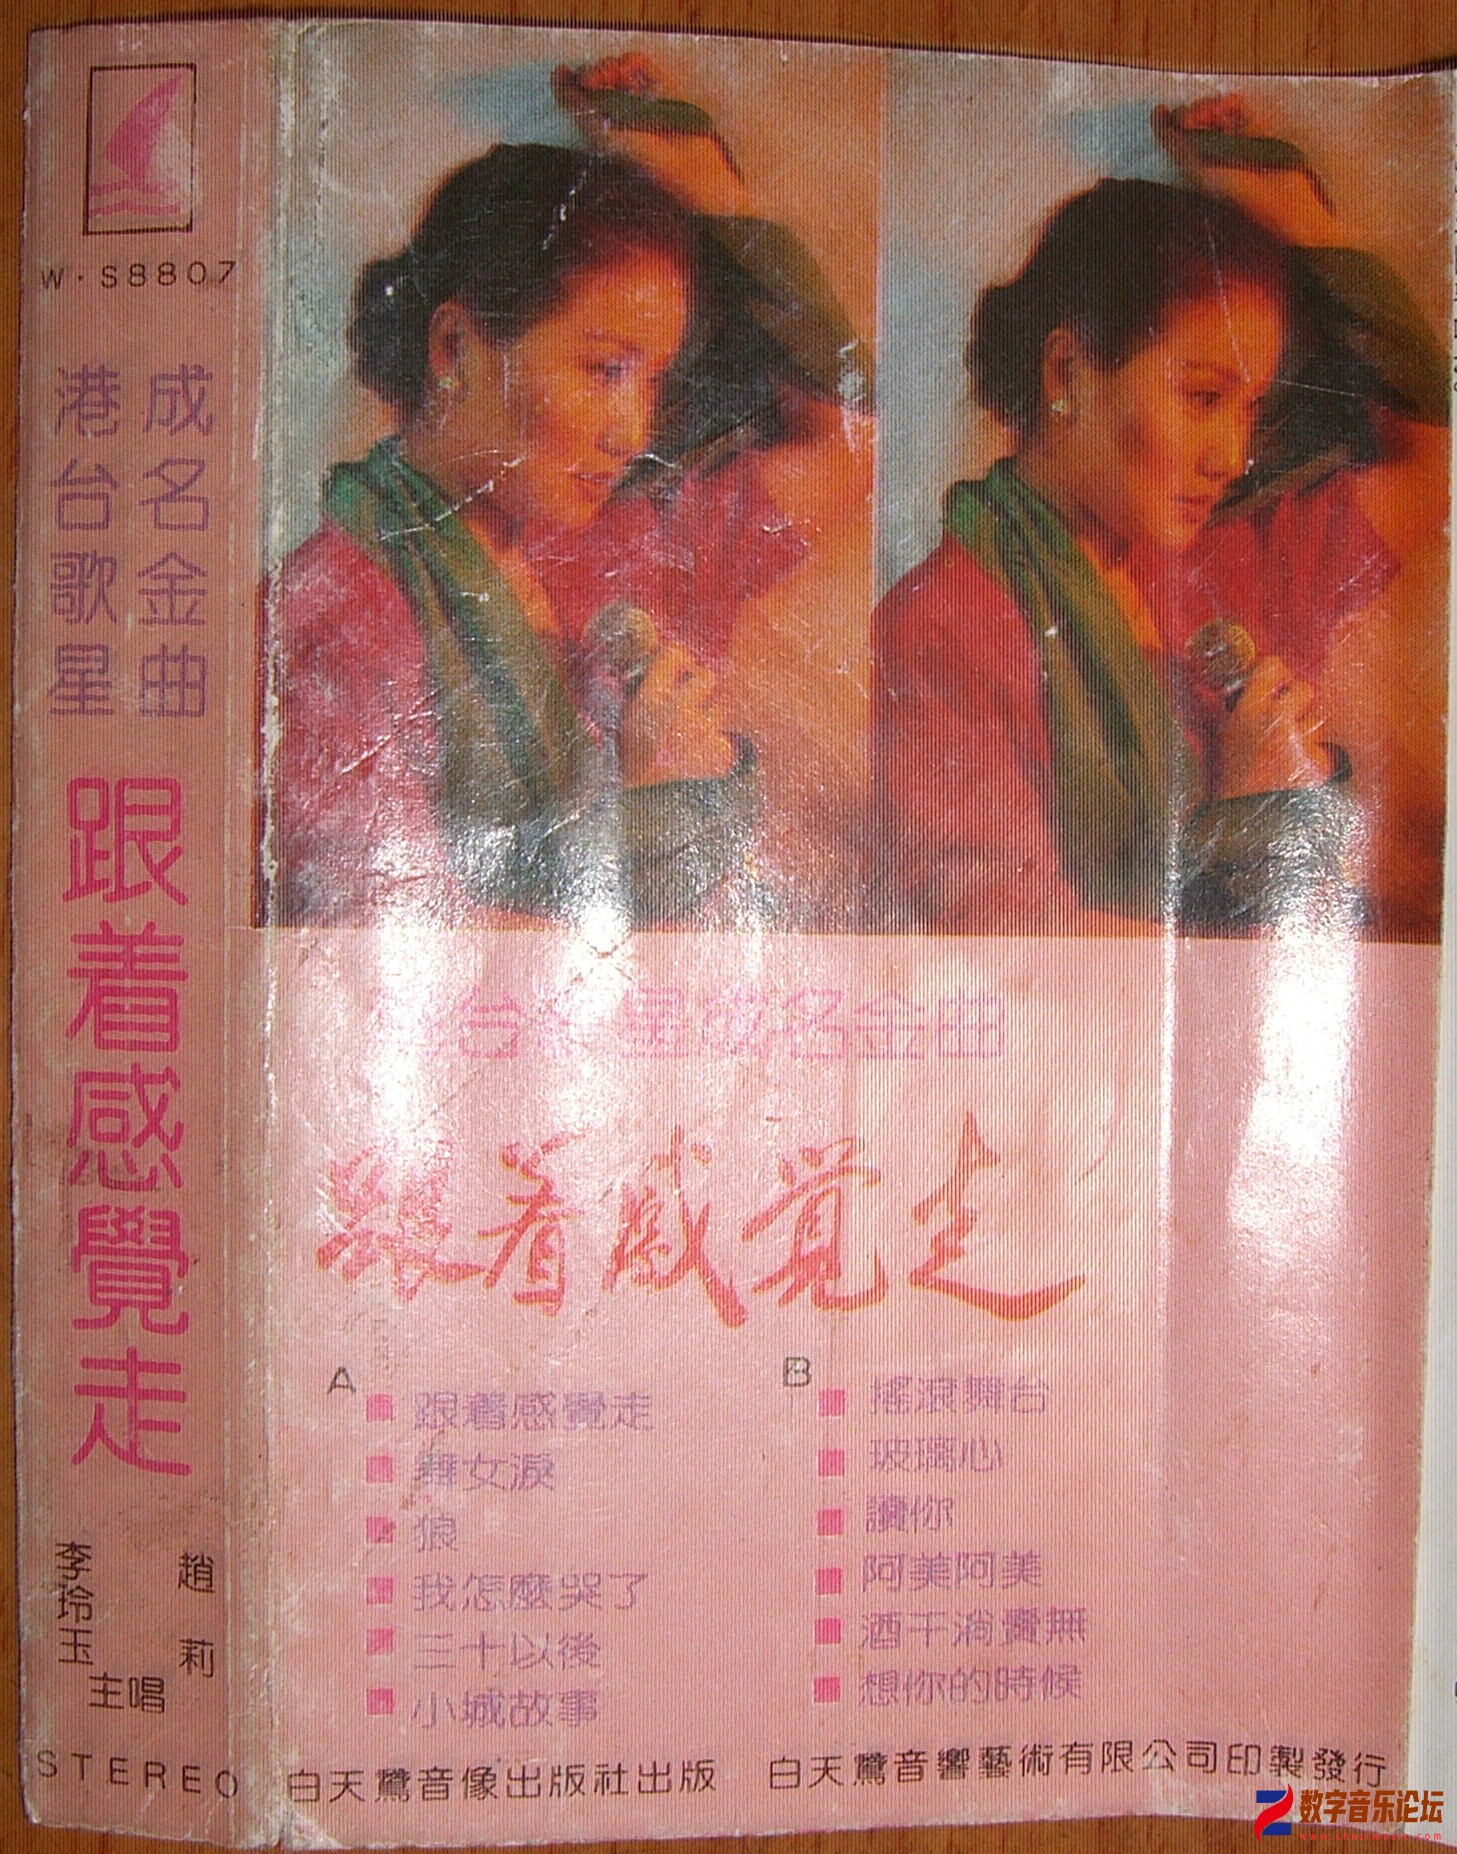 W·S8807
港台歌星
成名金曲
跟着感覺走
趙莉
李玲玉
主唱
STEREO
台 星成名金曲
跟着感觉走
A
跟着感覺走
舞女淚
狼
我怎麼哭了
三十以後
小城故事
B
搖滾舞台
玻璃心
讀你
阿美阿美
酒干淌賣無
想你的時候
白天鵞音像出版社出版 白天鵞音響藝術有限公司印製發行
数字音乐论坛